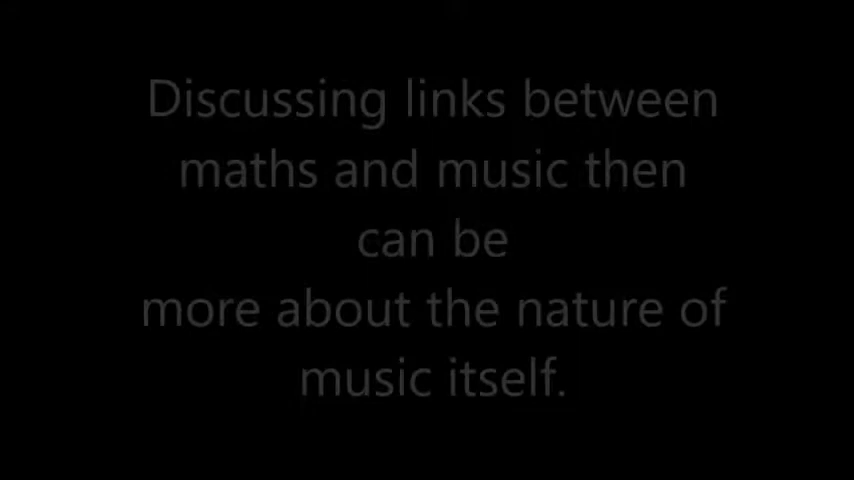 Discussing links between
maths and music then
can be
more about the nature of
music itself.